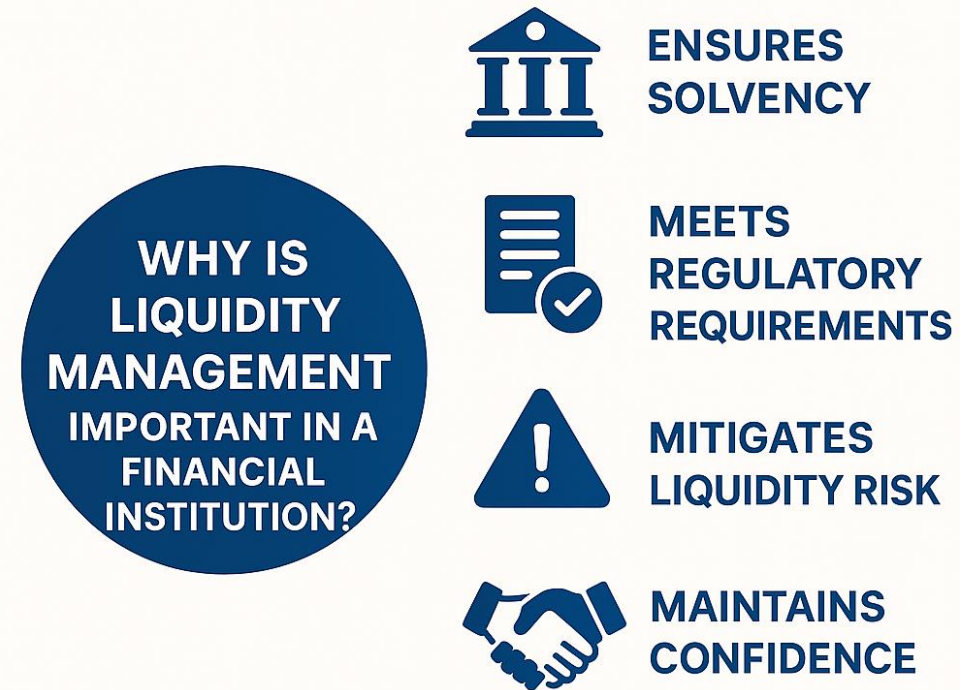 WHY IS
LIQUIDITY
MANAGEMENT
IMPORTANT IN A
FINANCIAL
INSTITUTION?
ENSURES
SOLVENCY
MEETS
REGULATORY
REQUIREMENTS
MITIGATES
LIQUIDITY RISK
MAINTAINS
CONFIDENCE